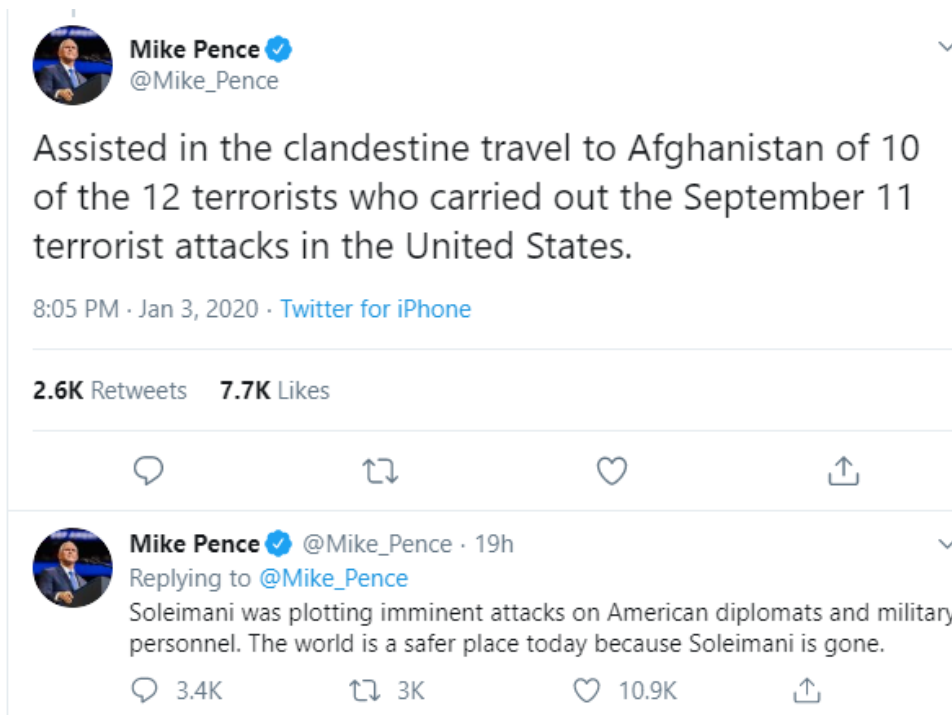 Mike Pence
@Mike_Pence
Assisted in the clandestine travel to Afghanistan of 10
of the 12 terrorists who carried out the September 11
terrorist attacks in the United States.
8:05 PM · Jan 3, 2020 · Twitter for iPhone
2.6K Retweets 7.7K Likes
Mike Pence @Mike_Pence · 19h
Replying to @Mike_Pence
Soleimani was plotting imminent attacks on American diplomats and military
personnel. The world is a safer place today because Soleimani is gone.
3.4K 3K 10.9K